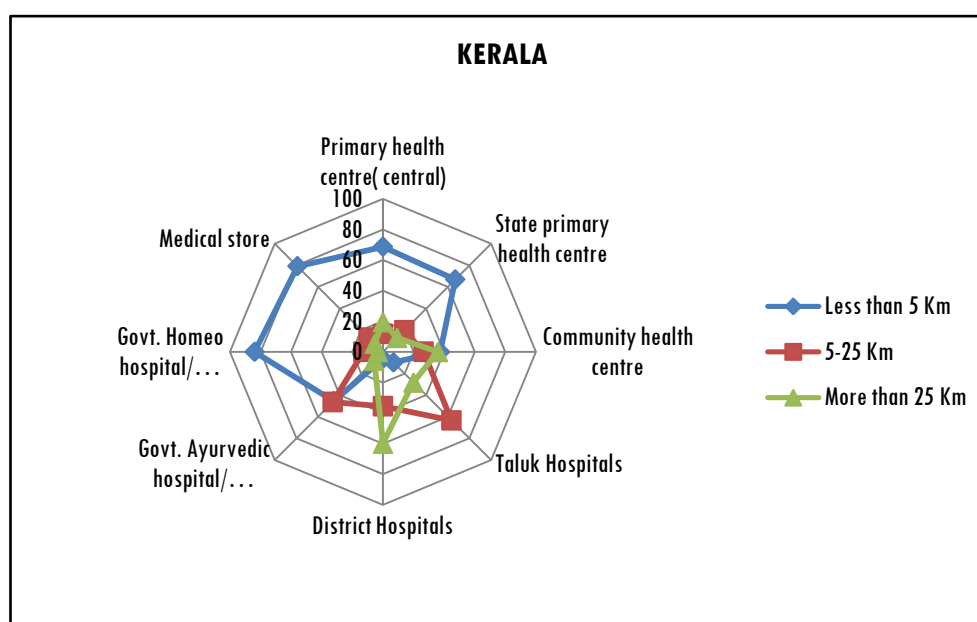 KERALA
Primary health
centre( central)
100
80
60
40
20
0
State primary
health centre
Community health
centre
Taluk Hospitals
District Hospitals
Govt. Ayurvedic
hospital/...
Govt. Homeo
hospital/...
Medical store
Less than 5 Km
5-25 Km
More than 25 Km